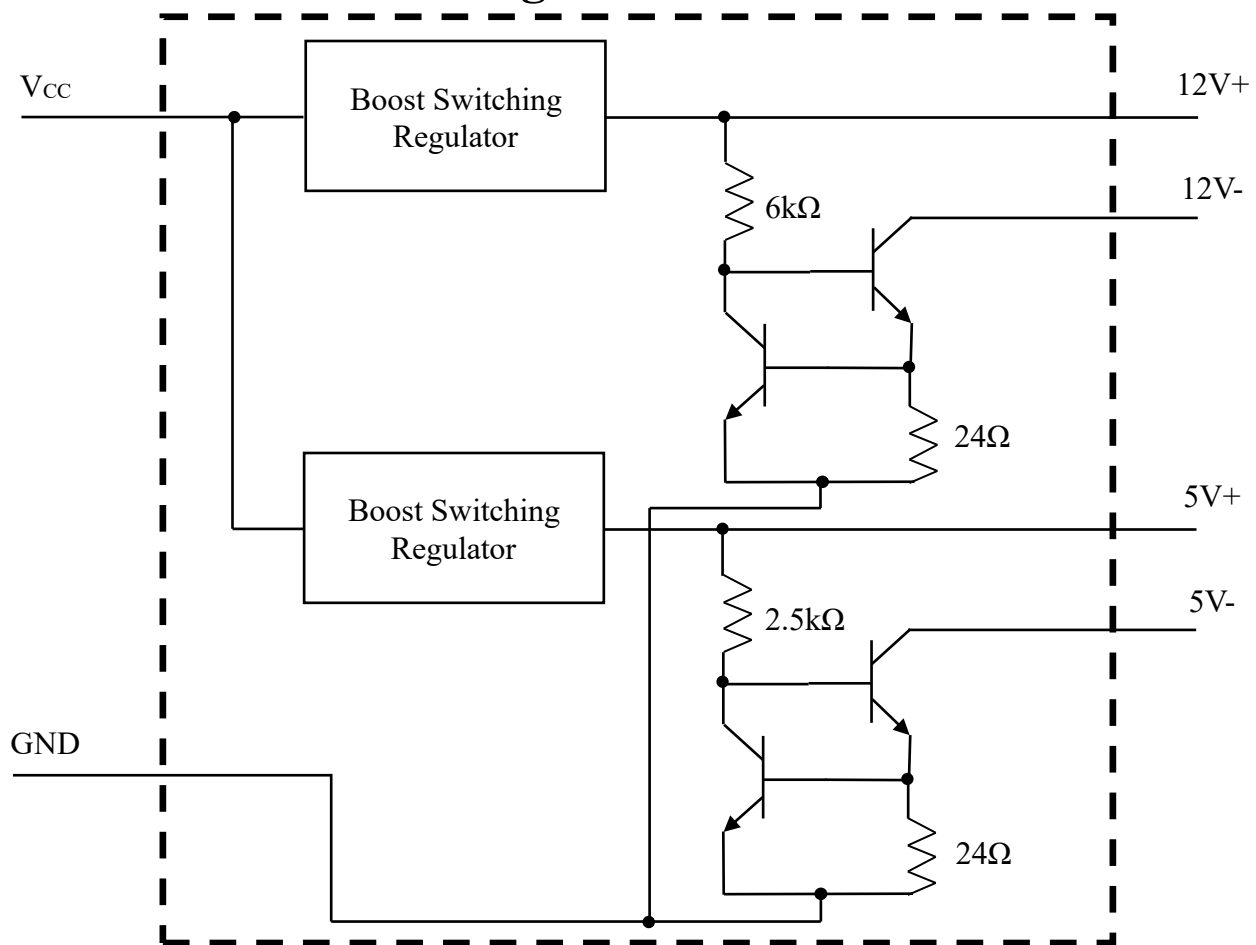 VCC
Boost Switching
Regulator
12V+
12V-
6kΩ
24Ω
Boost Switching
Regulator
5V+
5V-
2.5kΩ
GND
24Ω